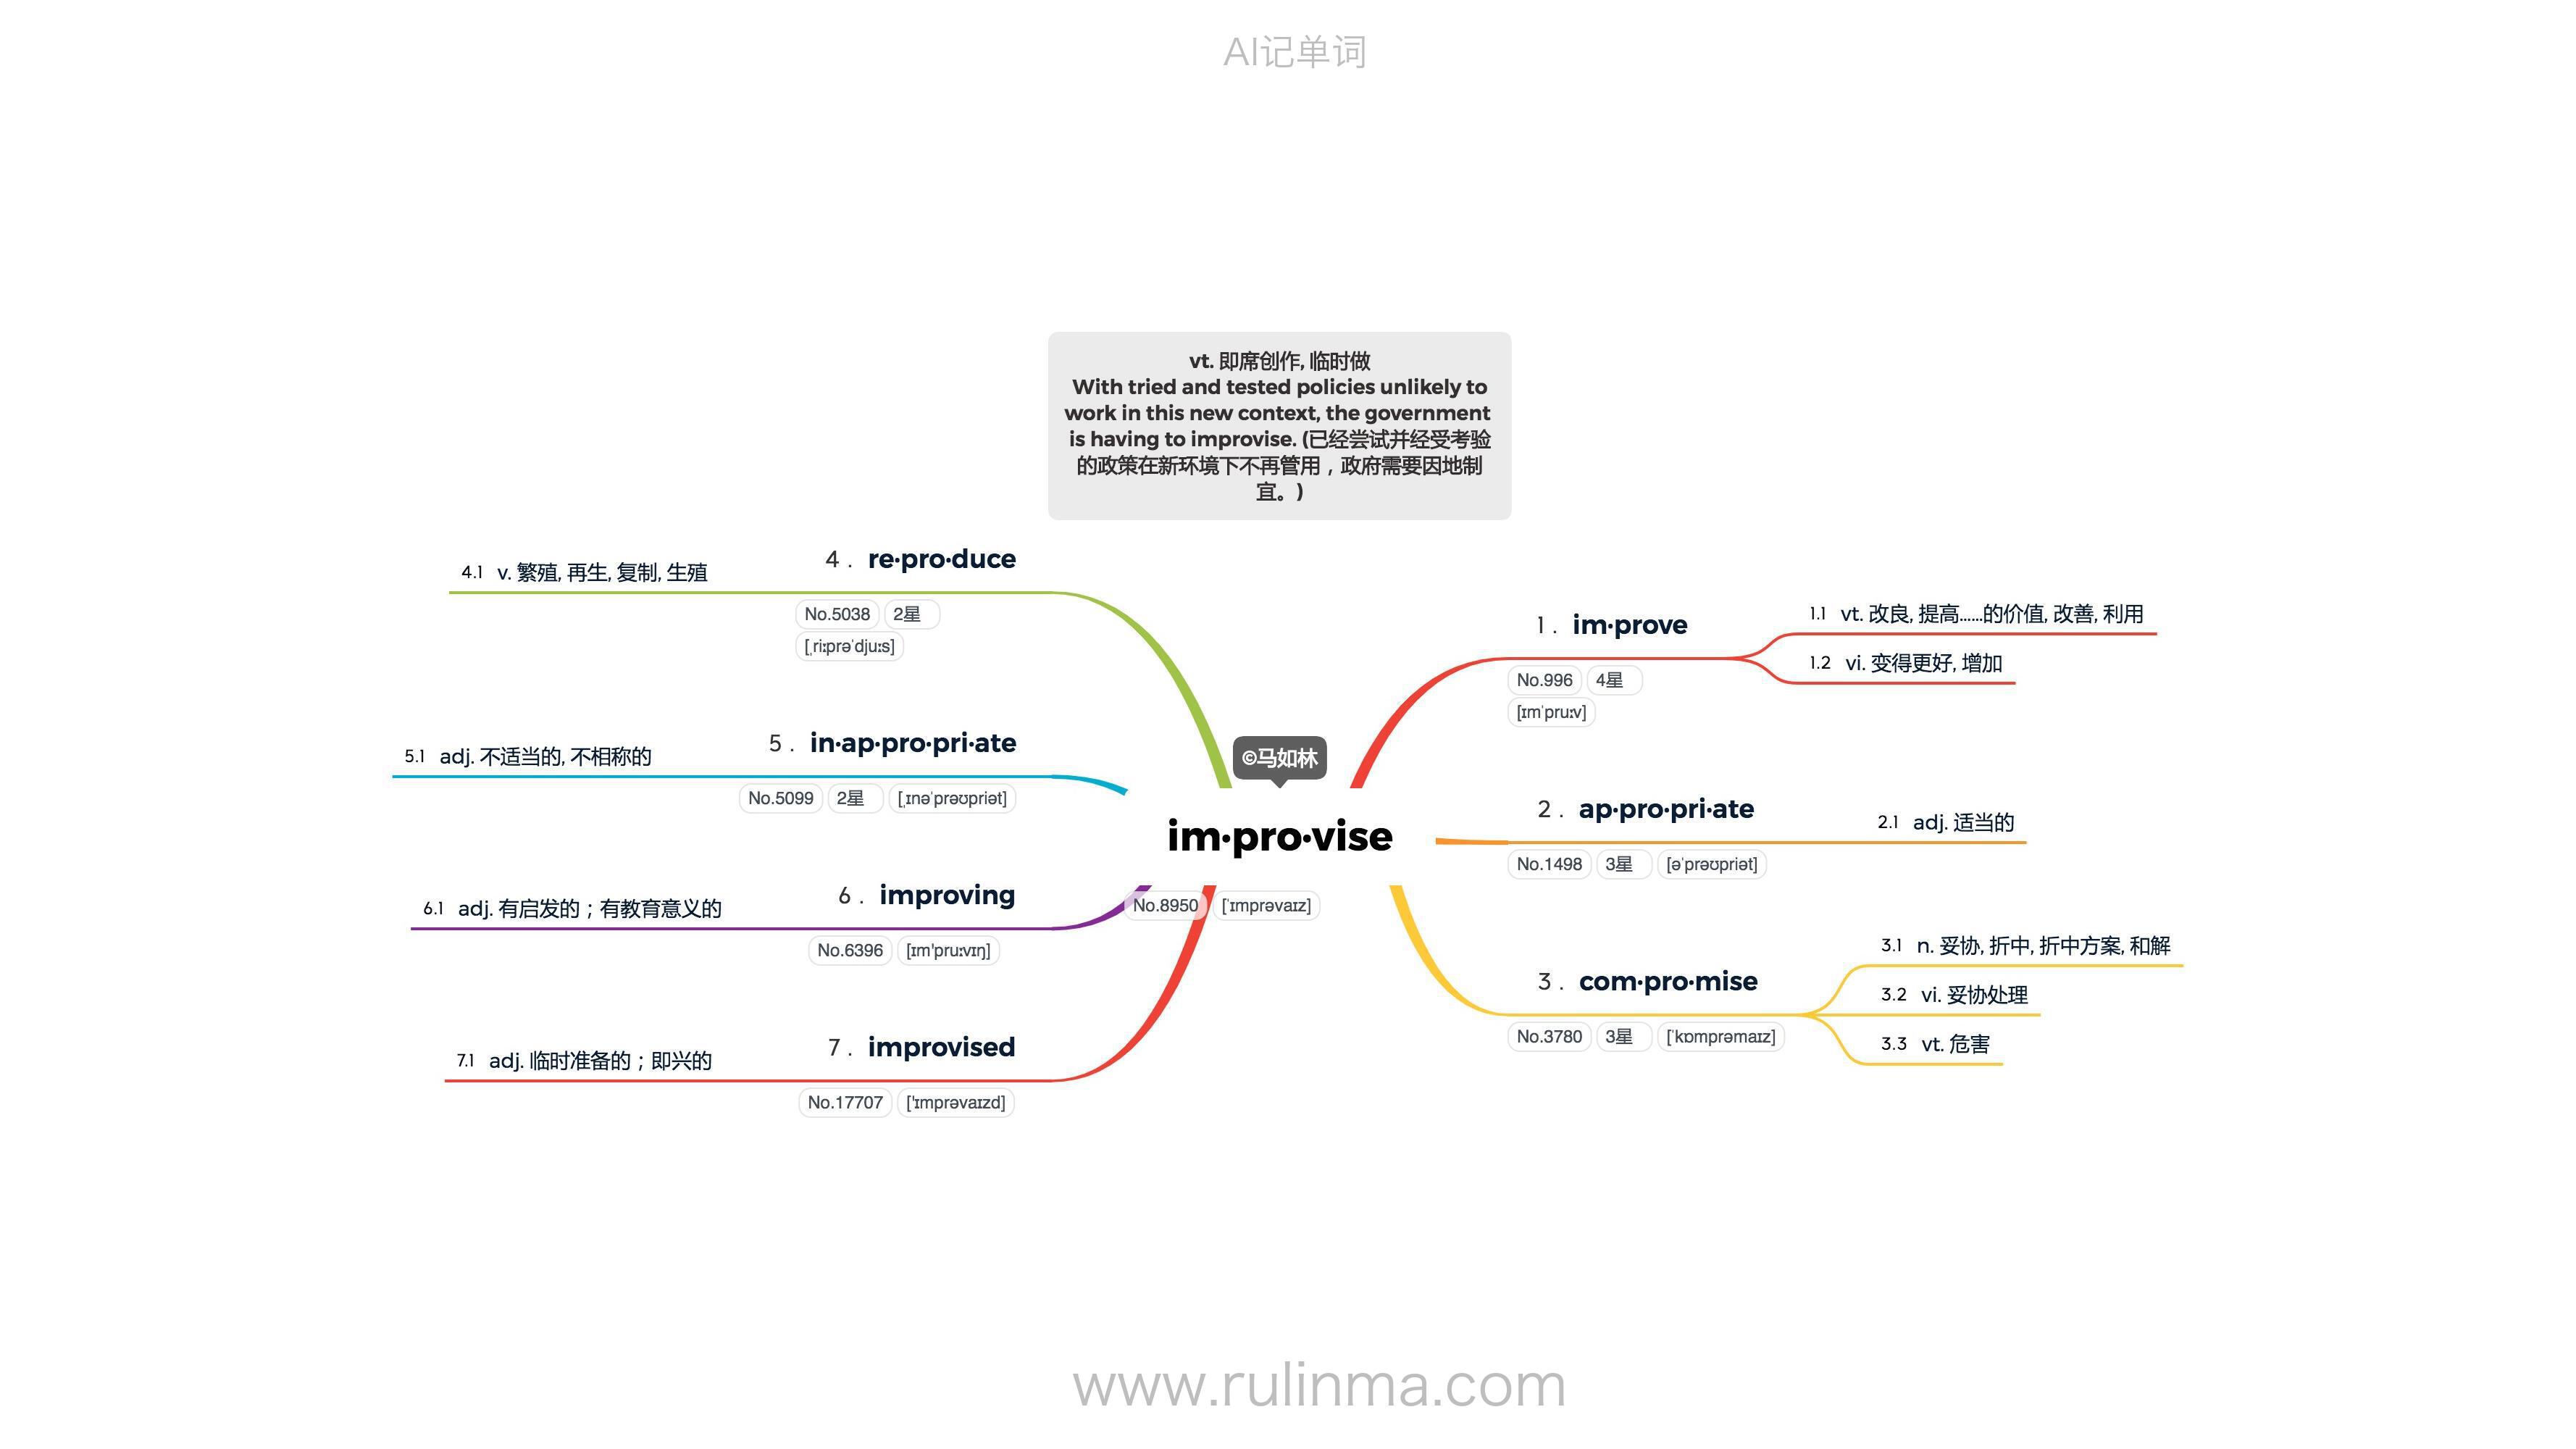 AI记单词
vt. 即席创作, 临时做
With tried and tested policies unlikely to
work in this new context, the government
is having to improvise. (已经尝试并经受考验
的政策在新环境下不再管用，政府需要因地制
宜。)
©马如林
im·pro·vise
No.8950 [ˈɪmprəvaɪz]
1 . im·prove
No.996 4星
[ɪmˈpruːv]
1.1 vt. 改良, 提高……的价值, 改善, 利用
1.2 vi. 变得更好, 增加
2 . ap·pro·pri·ate
No.1498 3星 [əˈprəʊpriət]
2.1 adj. 适当的
3 . com·pro·mise
No.3780 3星 [ˈkɒmprəmaɪz]
3.1 n. 妥协, 折中, 折中方案, 和解
3.2 vi. 妥协处理
3.3 vt. 危害
4 . re·pro·duce
No.5038 2星
[ˌriːprəˈdjuːs]
4.1 v. 繁殖, 再生, 复制, 生殖
5 . in·ap·pro·pri·ate
No.5099 2星 [ˌɪnəˈprəʊpriət]
5.1 adj. 不适当的, 不相称的
6 . improving
No.6396 [ɪm'pruːvɪŋ]
6.1 adj. 有启发的；有教育意义的
7 . improvised
No.17707 ['ɪmprəvaɪzd]
7.1 adj. 临时准备的；即兴的
www.rulinma.com